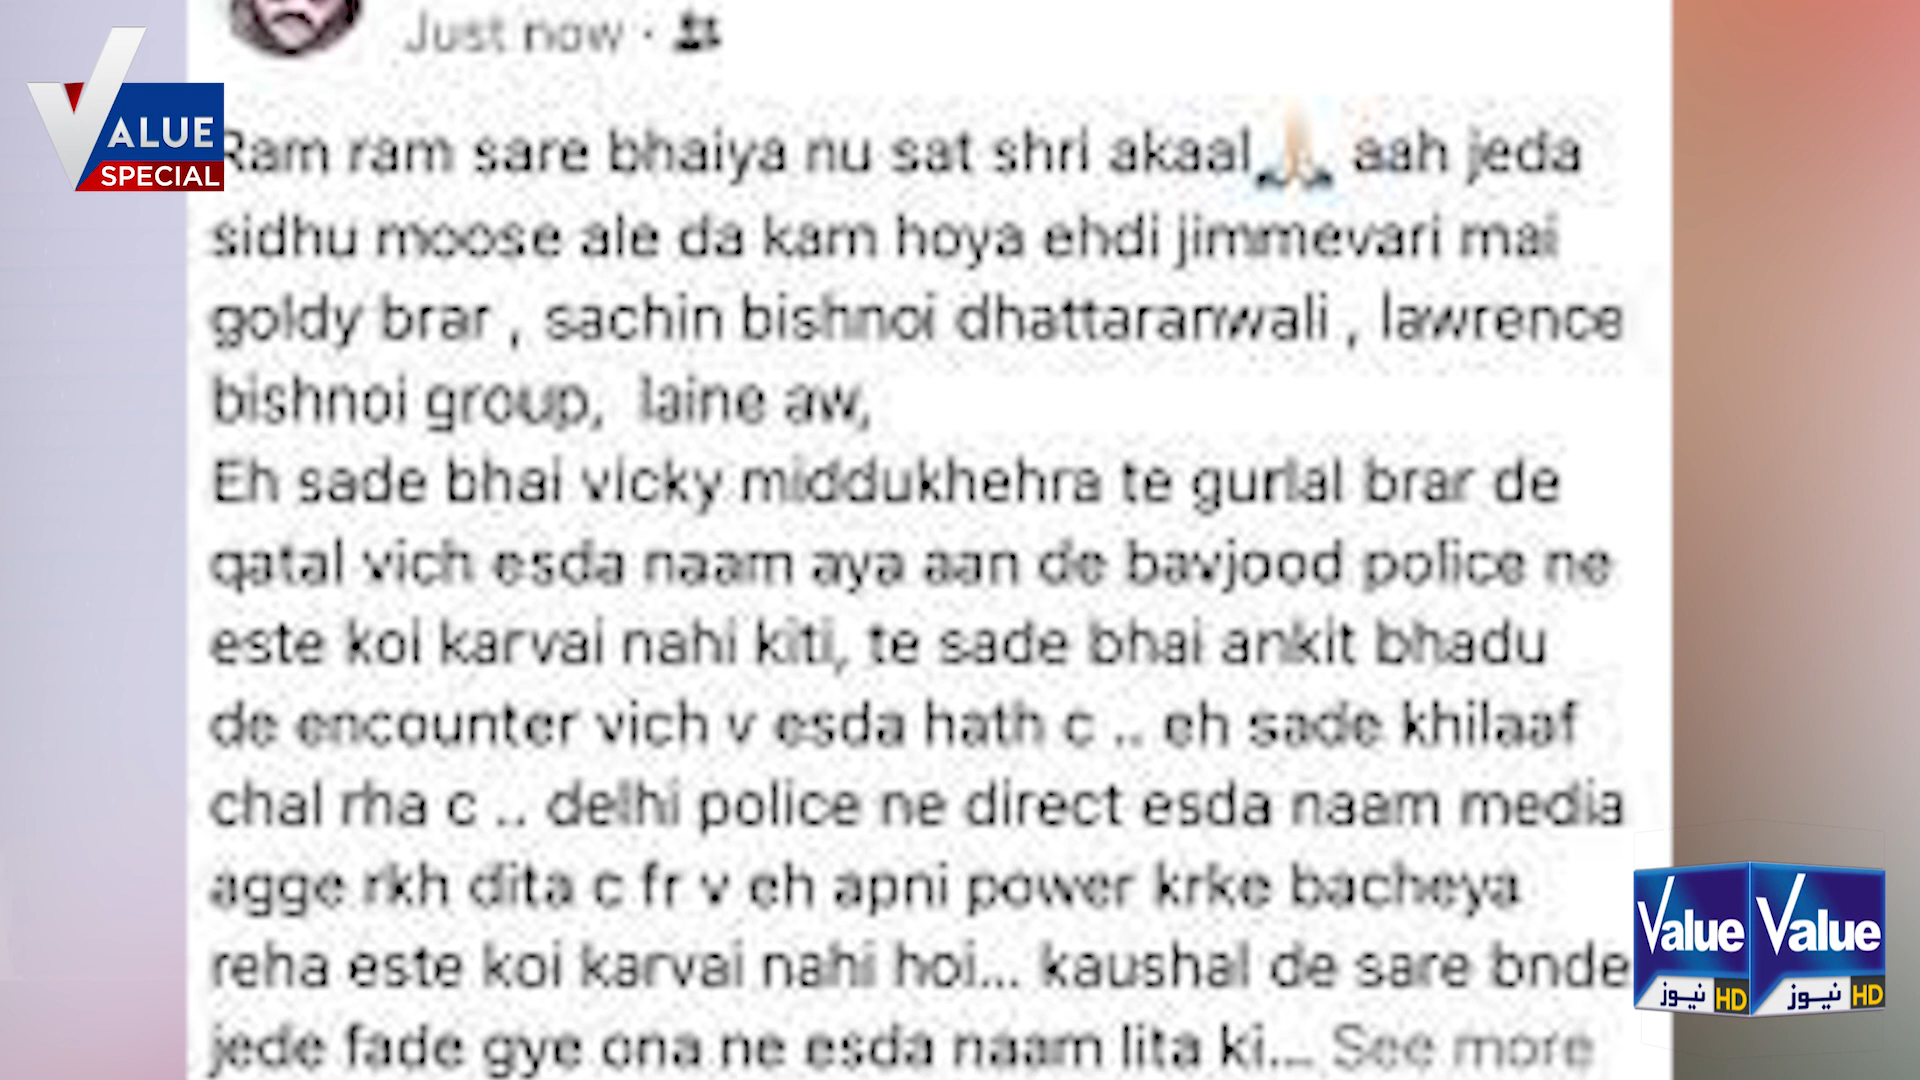 Just now ·
VALUE
SPECIAL
Ram ram sare bhaiya nu sat shri akaal🙏🏻 aah jeda
sidhu moose ale da kam hoya ehdi jimmevari mai
goldy brar , sachin bishnoi dhattaranwali , lawrence
bishnoi group, laine aw,
Eh sade bhai vicky middukhehra te gurlal brar de
qatal vich esda naam aya aan de bavjood police ne
este koi karvai nahi kiti, te sade bhai ankit bhadu
de encounter vich v esda hath c .. eh sade khilaaf
chal rha c .. delhi police ne direct esda naam media
agge rkh dita c fr v eh apni power krke bacheya
reha este koi karvai nahi hoi... kaushal de sare bnde
jede fade gye ona ne esda naam lita ki... See more
Value Value
نیوز HD نیوز HD